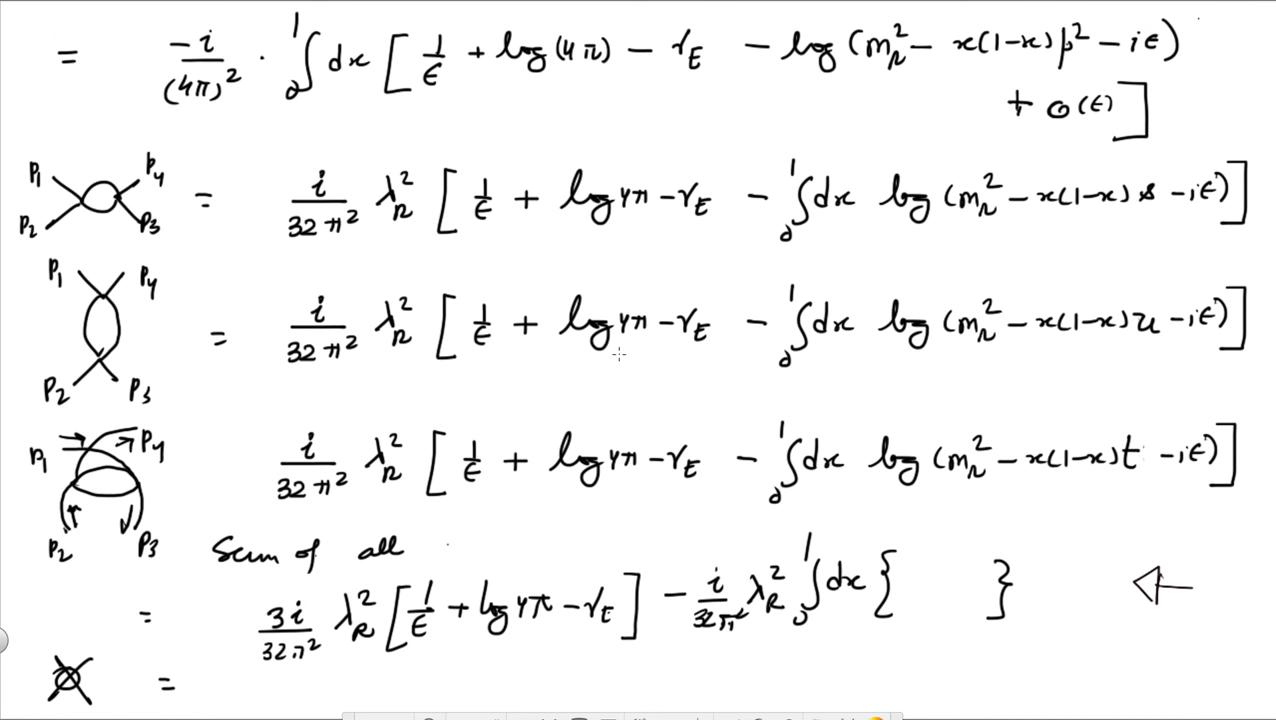 = -i/(4π)² · ∫₀¹ dx [ 1/ϵ + log(4π) - γ_E - log (m_R² - x(1-x)p² - iϵ)
+ O(ϵ) ]
P₁ P₄ P₂ P₃ = i/32π² λ_R² [ 1/ϵ + log 4π - γ_E - ∫₀¹ dx log (m_R² - x(1-x) s - iϵ) ]
P₁ P₄ P₂ P₃ = i/32π² λ_R² [ 1/ϵ + log 4π - γ_E - ∫₀¹ dx log (m_R² - x(1-x) u - iϵ) ]
P₁ P₄ P₂ P₃ i/32π² λ_R² [ 1/ϵ + log 4π - γ_E - ∫₀¹ dx log (m_R² - x(1-x) t - iϵ) ]
Sum of all
= 3i/32π² λ_R² [ 1/ϵ + log 4π - γ_E ] - i/32π² λ_R² ∫₀¹ dx { }
=